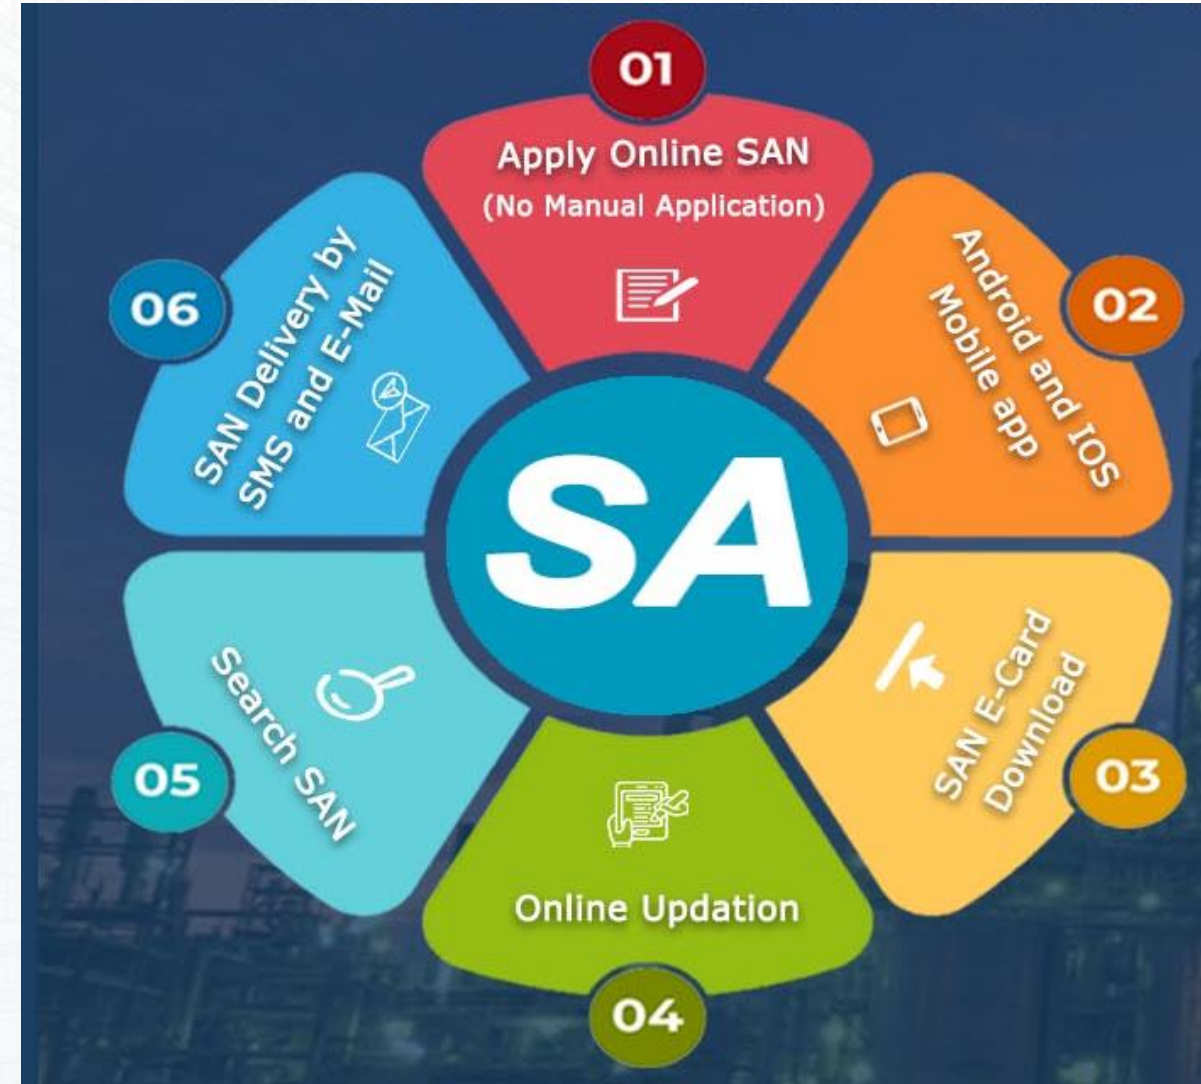 01
Apply Online SAN
(No Manual Application)
02
Android and IOS
Mobile app
03
SAN E-Card
Download
04
Online Updation
05
Search SAN
06
SAN Delivery by
SMS and E-Mail
SA